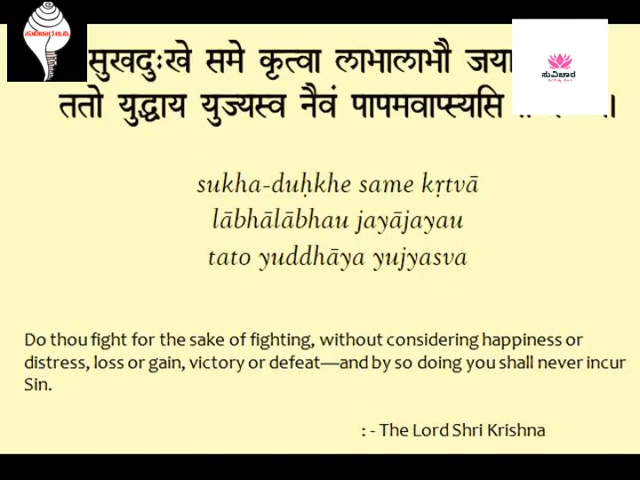 सुखदुःखे समे कृत्वा लाभालाभौ
ततो युद्धाय युज्यस्व नैवं पापमवाप्स्यसि
ಸುವಿಚಾರ
sukha-duḥkhe same kṛtvā
lābhālābhau jayājayau
tato yuddhāya yujyasva
Do thou fight for the sake of fighting, without considering happiness or
distress, loss or gain, victory or defeat—and by so doing you shall never incur
Sin.
: - The Lord Shri Krishna